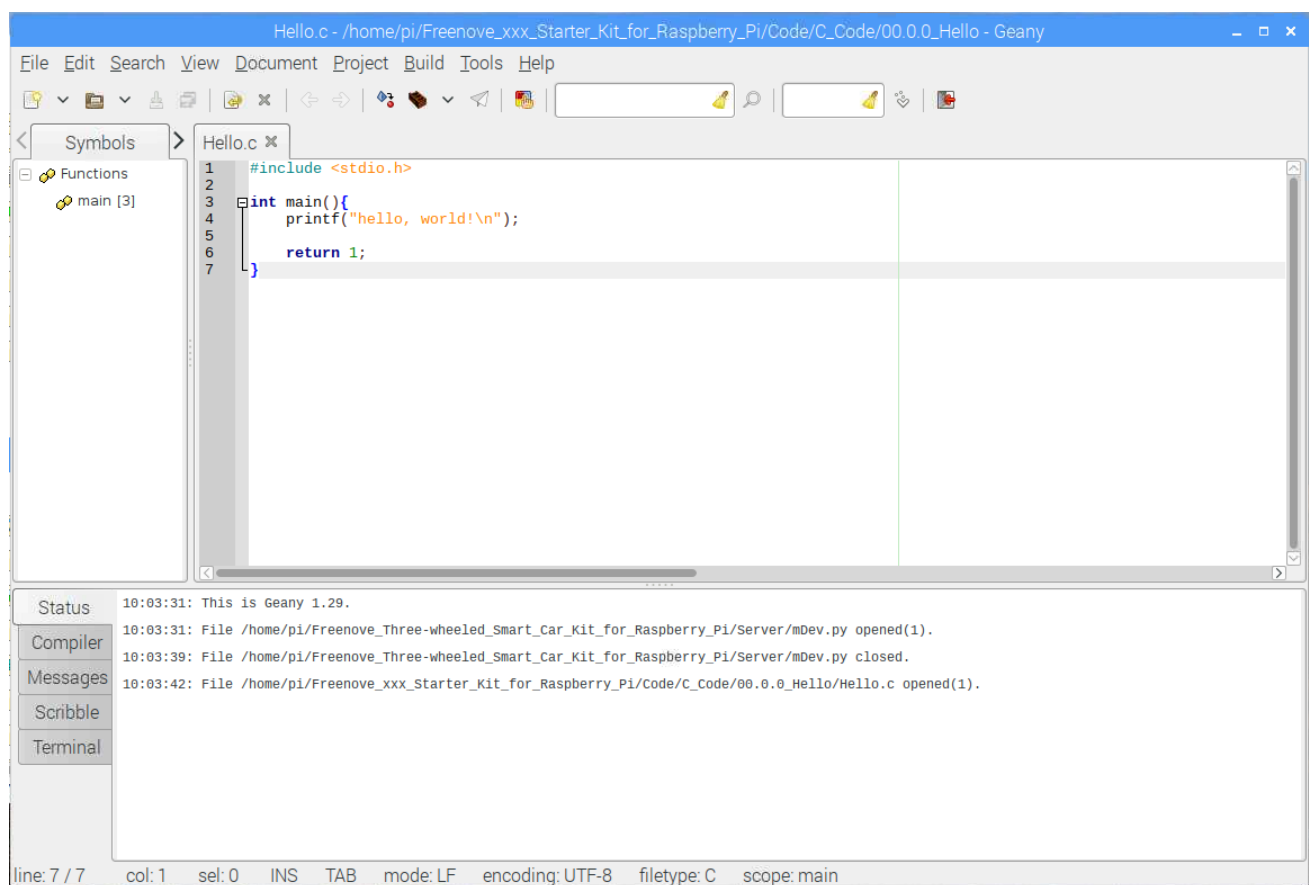 Hello.c - /home/pi/Freenove_xxx_Starter_Kit_for_Raspberry_Pi/Code/C_Code/00.0.0_Hello - Geany
File Edit Search View Document Project Build Tools Help
Symbols
Hello.c
Functions
main [3]
1 #include <stdio.h>
2
3 int main(){
4 printf("hello, world!\n");
5
6 return 1;
7 }
Status
Compiler
Messages
Scribble
Terminal
10:03:31: This is Geany 1.29.
10:03:31: File /home/pi/Freenove_Three-wheeled_Smart_Car_Kit_for_Raspberry_Pi/Server/mDev.py opened(1).
10:03:39: File /home/pi/Freenove_Three-wheeled_Smart_Car_Kit_for_Raspberry_Pi/Server/mDev.py closed.
10:03:42: File /home/pi/Freenove_xxx_Starter_Kit_for_Raspberry_Pi/Code/C_Code/00.0.0_Hello/Hello.c opened(1).
line: 7 / 7 col: 1 sel: 0 INS TAB mode: LF encoding: UTF-8 filetype: C scope: main